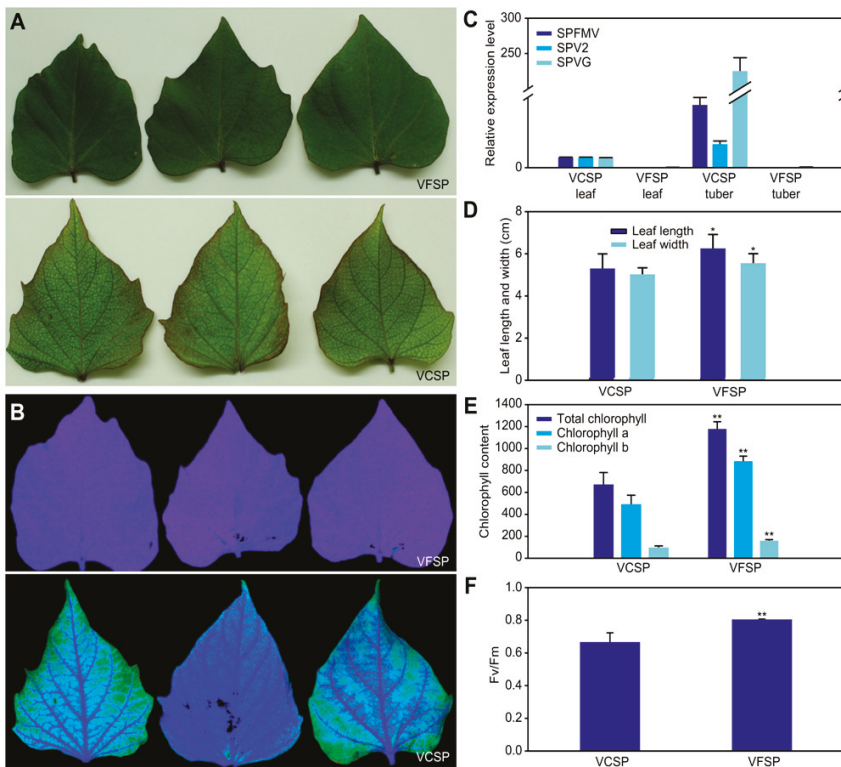 A
VFSP
VCSP
B
VFSP
VCSP
C
Relative expression level
300
250
0
SPFMV
SPV2
SPVG
VCSP leaf
VFSP leaf
VCSP tuber
VFSP tuber
D
Leaf length and width (cm)
8
6
4
2
0
Leaf length
Leaf width
* *
VCSP VFSP
E
Chlorophyll content
1400
1200
1000
800
600
400
200
0
Total chlorophyll
Chlorophyll a
Chlorophyll b
** ** **
VCSP VFSP
F
Fv/Fm
1.0
0.8
0.6
0.4
0.2
0.0
**
VCSP VFSP